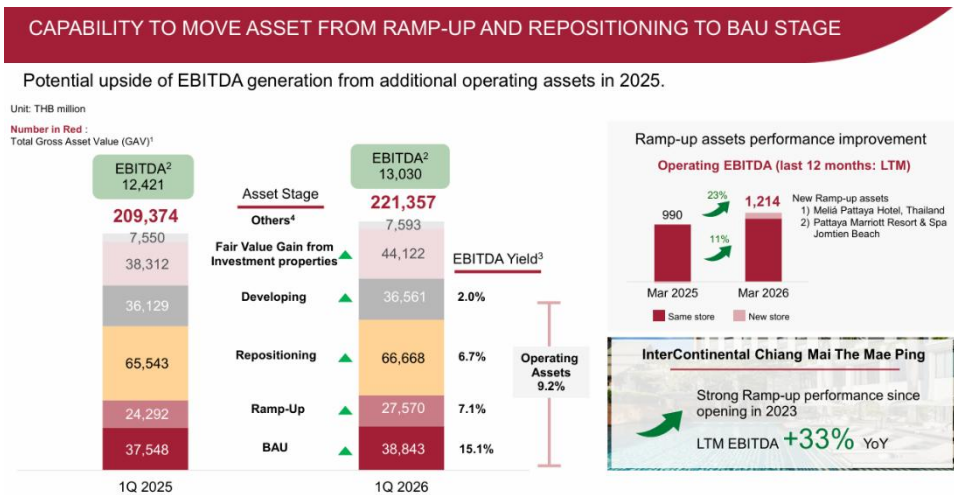 CAPABILITY TO MOVE ASSET FROM RAMP-UP AND REPOSITIONING TO BAU STAGE
Potential upside of EBITDA generation from additional operating assets in 2025.
Unit: THB million
Number in Red :
Total Gross Asset Value (GAV)¹
EBITDA²
12,421
209,374
7,550
38,312
36,129
65,543
24,292
37,548
1Q 2025
Asset Stage
Others⁴
Fair Value Gain from
Investment properties
Developing
Repositioning
Ramp-Up
BAU
EBITDA²
13,030
221,357
7,593
44,122
36,561
66,668
27,570
38,843
1Q 2026
EBITDA Yield³
2.0%
6.7%
7.1%
15.1%
Operating
Assets
9.2%
Ramp-up assets performance improvement
Operating EBITDA (last 12 months: LTM)
990
23%
11%
1,214
Mar 2025
Mar 2026
Same store
New store
New Ramp-up assets
1) Meliá Pattaya Hotel, Thailand
2) Pattaya Marriott Resort & Spa
Jomtien Beach
InterContinental Chiang Mai The Mae Ping
Strong Ramp-up performance since
opening in 2023
LTM EBITDA +33% YoY